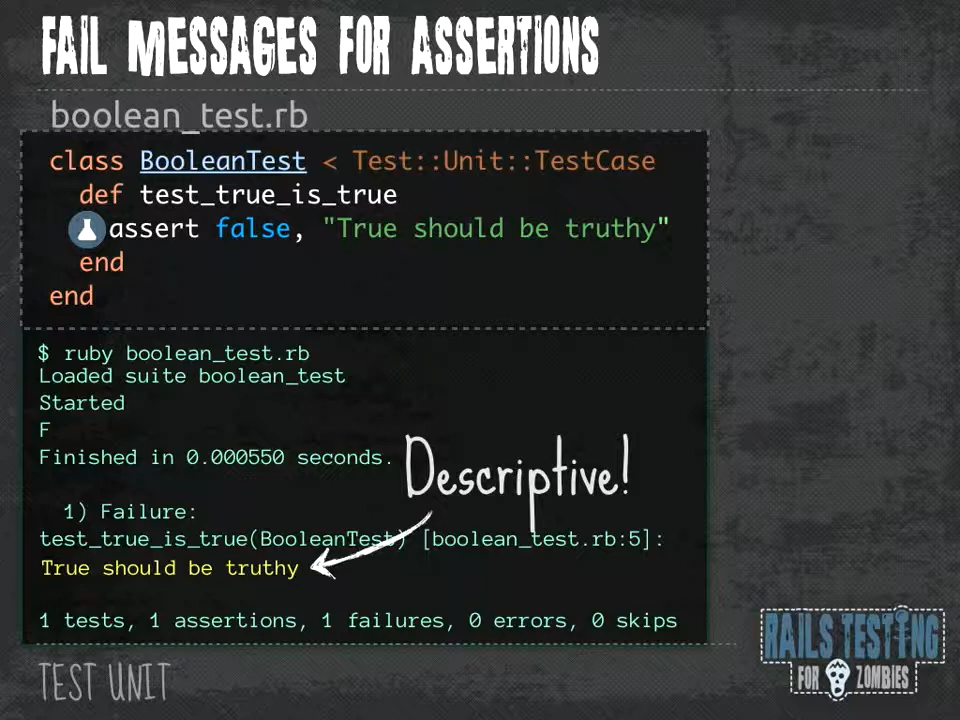 FAIL MESSAGES FOR ASSERTIONS
boolean_test.rb
class BooleanTest < Test::Unit::TestCase
  def test_true_is_true
    assert false, "True should be truthy"
  end
end
$ ruby boolean_test.rb
Loaded suite boolean_test
Started
F
Finished in 0.000550 seconds.
Descriptive!
  1) Failure:
test_true_is_true(BooleanTest) [boolean_test.rb:5]:
True should be truthy
1 tests, 1 assertions, 1 failures, 0 errors, 0 skips
TEST UNIT
RAILS TESTING
FOR ZOMBIES